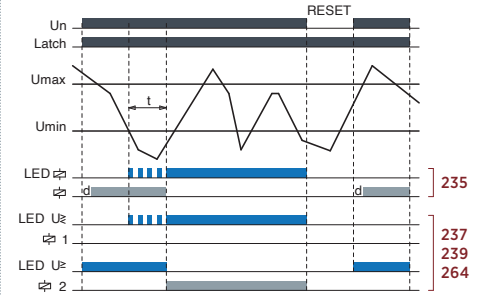 RESET
Un
Latch
Umax
t
Umin
LED
d
d
235
LED U≷
1
237
239
264
LED U≥
2